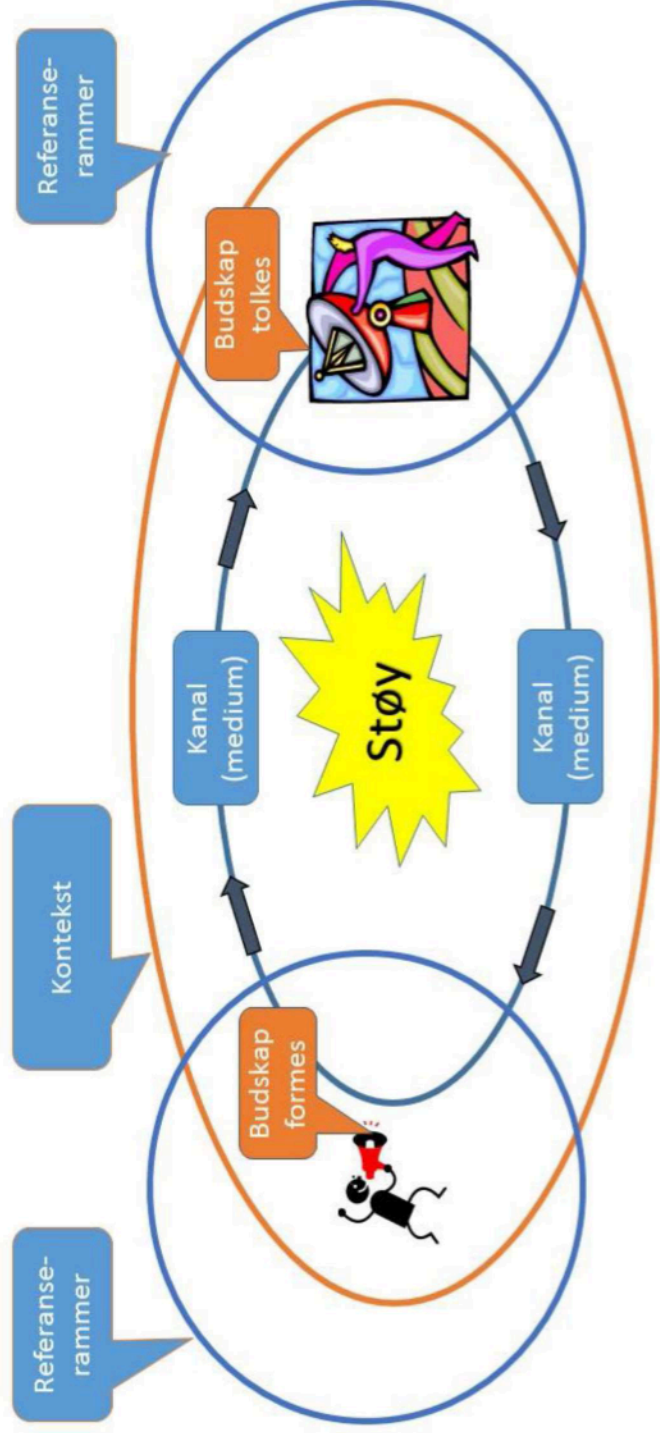 Referanse-
rammer
Kontekst
Referanse-
rammer
Budskap
formes
Kanal
(medium)
Budskap
tolkes
Støy
Kanal
(medium)